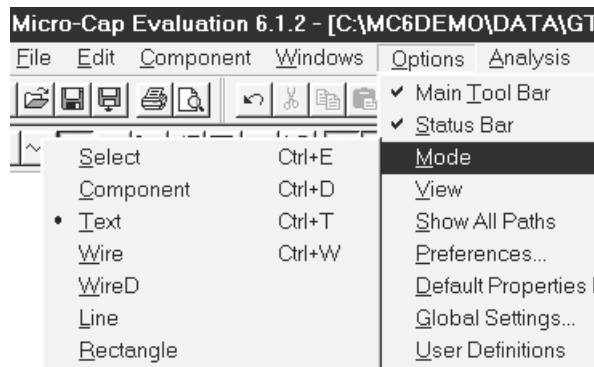 Micro-Cap Evaluation 6.1.2 - [C:\MC6DEMO\DATA\GT
File Edit Component Windows Options Analysis
Main Tool Bar
Status Bar
Mode
View
Show All Paths
Preferences...
Default Properties
Global Settings...
User Definitions
Select Ctrl+E
Component Ctrl+D
• Text Ctrl+T
Wire Ctrl+W
WireD
Line
Rectangle